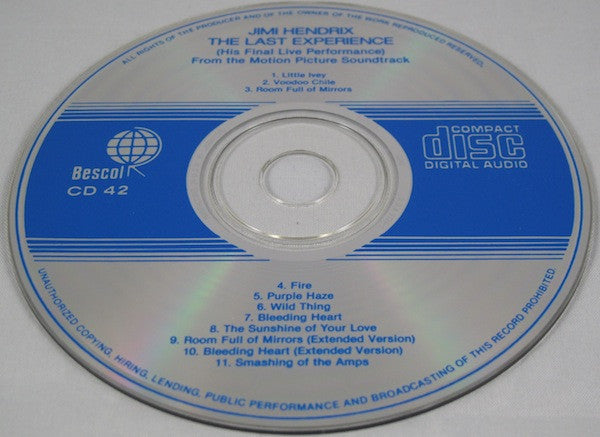 ALL RIGHTS OF THE PRODUCER AND OF THE OWNER OF THE WORK REPRODUCED RESERVED.
JIMI HENDRIX
THE LAST EXPERIENCE
(His Final Live Performance)
From the Motion Picture Soundtrack
1. Little Ivey
2. Voodoo Chile
3. Room Full of Mirrors
Bescol
CD 42
COMPACT
disc
DIGITAL AUDIO
4. Fire
5. Purple Haze
6. Wild Thing
7. Bleeding Heart
8. The Sunshine of Your Love
9. Room Full of Mirrors (Extended Version)
10. Bleeding Heart (Extended Version)
11. Smashing of the Amps
UNAUTHORIZED COPYING, HIRING, LENDING, PUBLIC PERFORMANCE AND BROADCASTING OF THIS RECORD PROHIBITED